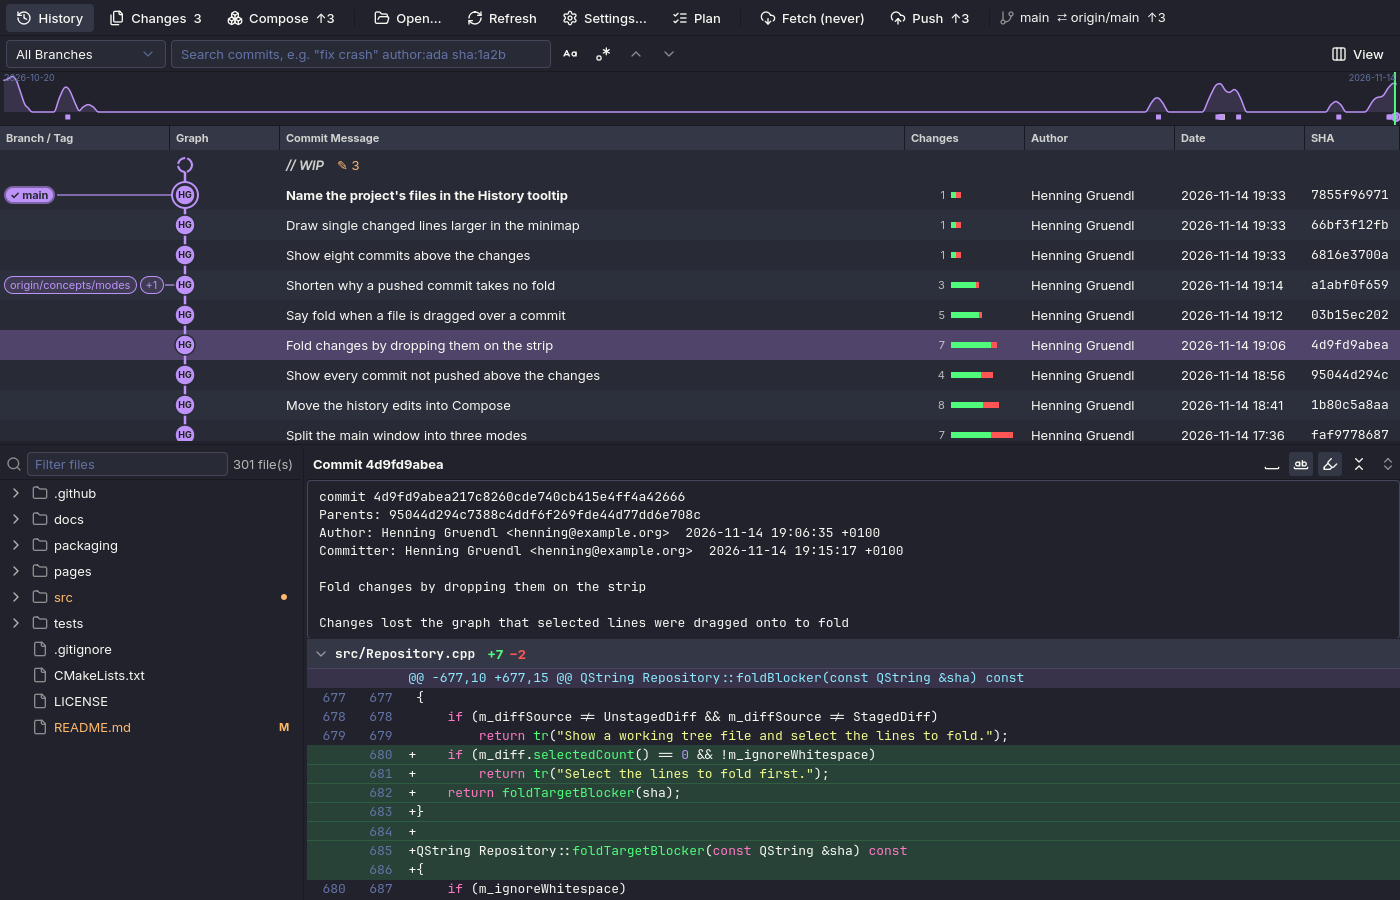 History Changes 3 Compose ↑3 Open... Refresh Settings... Plan Fetch (never) Push ↑3 main ⇄ origin/main ↑3
All Branches Search commits, e.g. "fix crash" author:ada sha:1a2b Aa .* View
2026-10-20 2026-11-14
Branch / Tag Graph Commit Message Changes Author Date SHA
// WIP ✎ 3
✓ main HG Name the project's files in the History tooltip 1 Henning Gruendl 2026-11-14 19:33 7855f96971
HG Draw single changed lines larger in the minimap 1 Henning Gruendl 2026-11-14 19:33 66bf3f12fb
HG Show eight commits above the changes 1 Henning Gruendl 2026-11-14 19:33 6816e3700a
origin/concepts/modes +1 HG Shorten why a pushed commit takes no fold 3 Henning Gruendl 2026-11-14 19:14 a1abf0f659
HG Say fold when a file is dragged over a commit 5 Henning Gruendl 2026-11-14 19:12 03b15ec202
HG Fold changes by dropping them on the strip 7 Henning Gruendl 2026-11-14 19:06 4d9fd9abea
HG Show every commit not pushed above the changes 4 Henning Gruendl 2026-11-14 18:56 95044d294c
HG Move the history edits into Compose 8 Henning Gruendl 2026-11-14 18:41 1b80c5a8aa
HG Split the main window into three modes 7 Henning Gruendl 2026-11-14 17:36 faf9778687
Filter files 301 file(s)
.github
docs
packaging
pages
src
tests
.gitignore
CMakeLists.txt
LICENSE
README.md M
Commit 4d9fd9abea ab
commit 4d9fd9abea217c8260cde740cb415e4ff4a42666
Parents: 95044d294c7388c4ddf6f269fde44d77dd6e708c
Author: Henning Gruendl <henning@example.org> 2026-11-14 19:06:35 +0100
Committer: Henning Gruendl <henning@example.org> 2026-11-14 19:15:17 +0100
Fold changes by dropping them on the strip
Changes lost the graph that selected lines were dragged onto to fold
src/Repository.cpp +7 −2
@@ -677,10 +677,15 @@ QString Repository::foldBlocker(const QString &sha) const
677 677 {
678 678 if (m_diffSource != UnstagedDiff && m_diffSource != StagedDiff)
679 679 return tr("Show a working tree file and select the lines to fold.");
680 + if (m_diff.selectedCount() == 0 && !m_ignoreWhitespace)
681 + return tr("Select the lines to fold first.");
682 + return foldTargetBlocker(sha);
683 +}
684 +
685 +QString Repository::foldTargetBlocker(const QString &sha) const
686 +{
680 687 if (m_ignoreWhitespace)